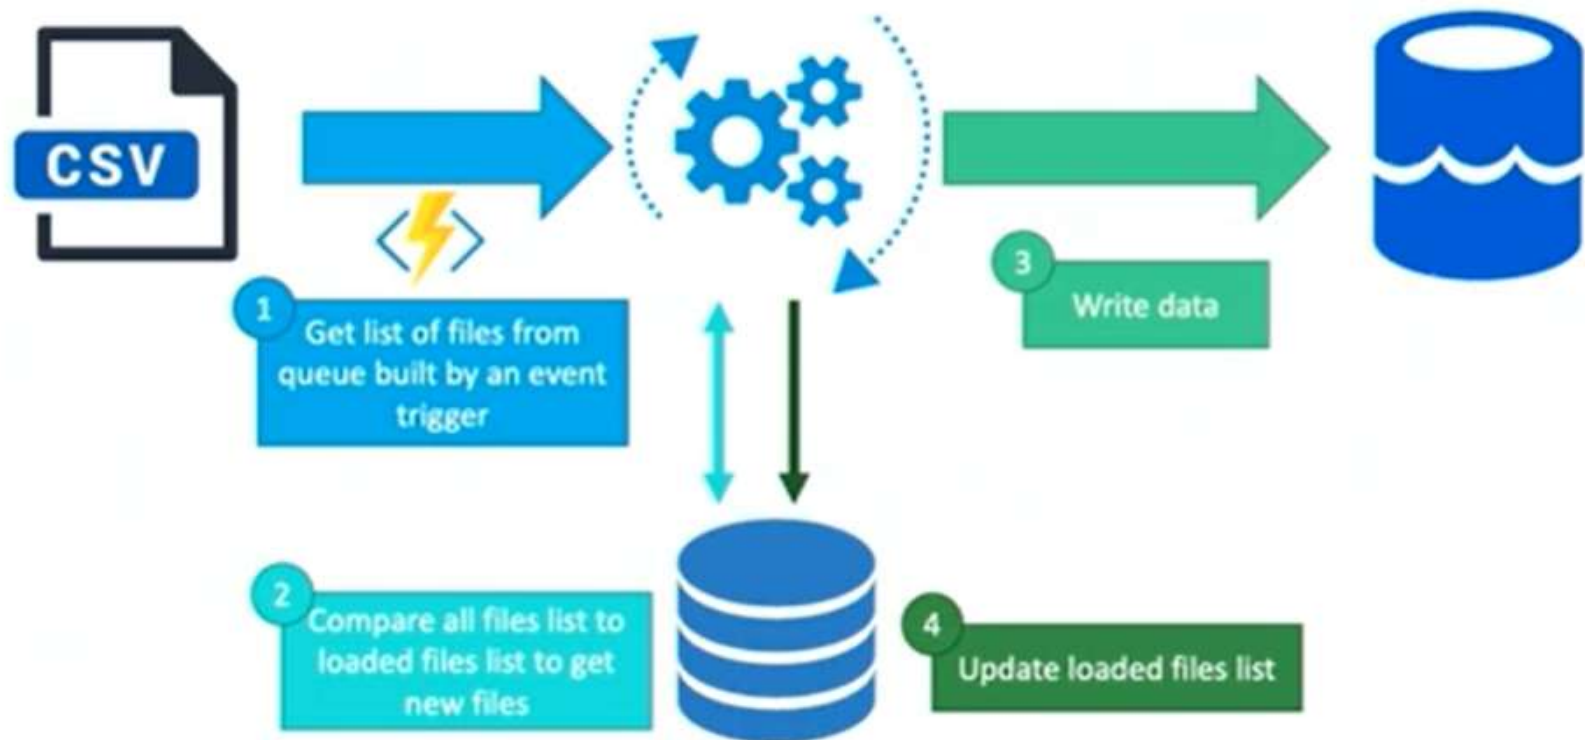 CSV
1
Get list of files from
queue built by an event
trigger
3
Write data
2
Compare all files list to
loaded files list to get
new files
4
Update loaded files list